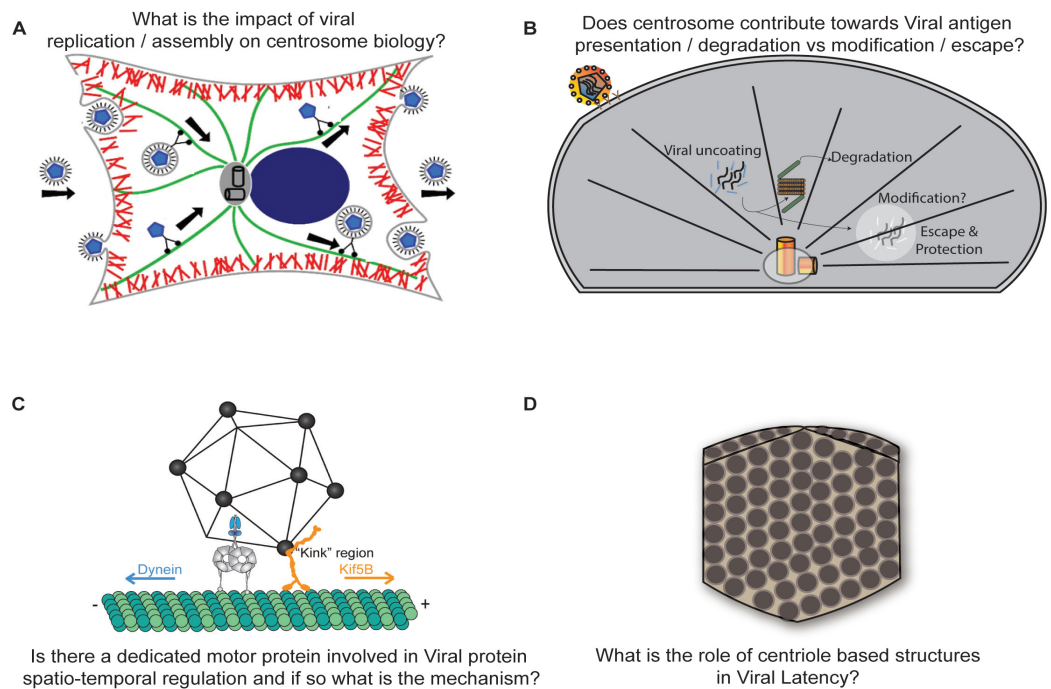 A
What is the impact of viral
replication / assembly on centrosome biology?
B
Does centrosome contribute towards Viral antigen
presentation / degradation vs modification / escape?
Viral uncoating
Degradation
Modification?
Escape &
Protection
C
"Kink" region
Dynein
Kif5B
-
+
Is there a dedicated motor protein involved in Viral protein
spatio-temporal regulation and if so what is the mechanism?
D
What is the role of centriole based structures
in Viral Latency?